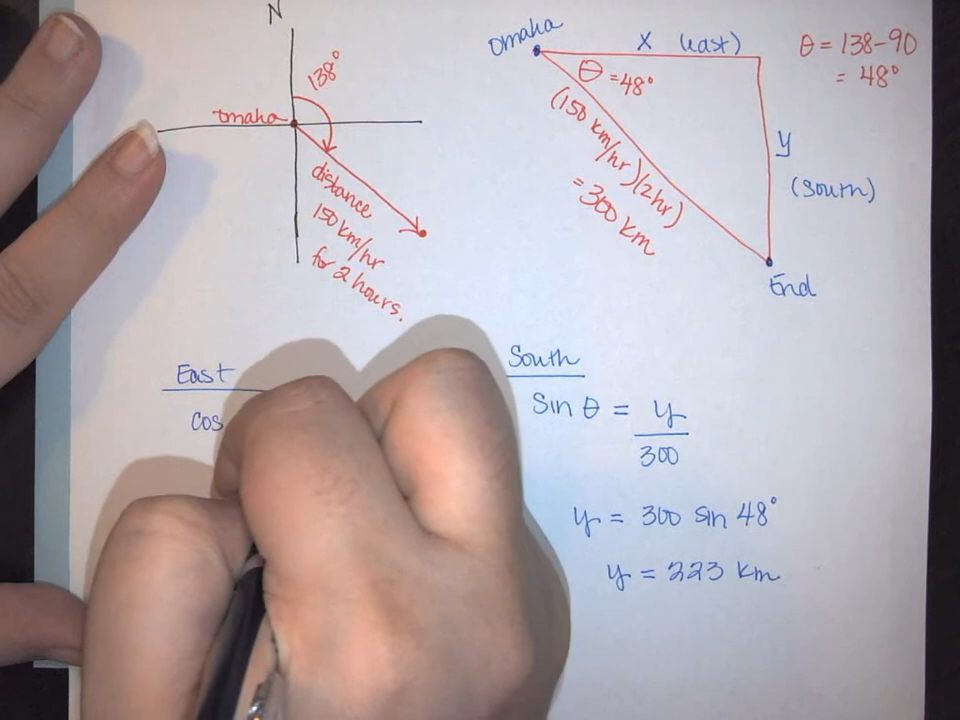 N
138°
Omaha
distance
150 km/hr
for 2 hours.
Omaha
x (east)
θ = 138-90
= 48°
θ = 48°
(150 km/hr)(2hr)
= 300 km
y
(south)
End
East
cos
South
Sin θ = y
300
y = 300 sin 48°
y = 223 km